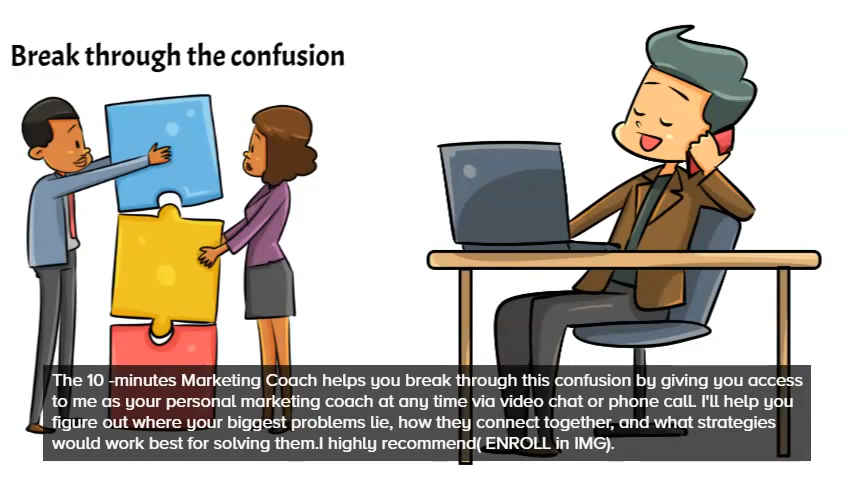 Break through the confusion
The 10 -minutes Marketing Coach helps you break through this confusion by giving you access
to me as your personal marketing coach at any time via video chat or phone call. I'll help you
figure out where your biggest problems lie, how they connect together, and what strategies
would work best for solving them.I highly recommend( ENROLL in IMG).